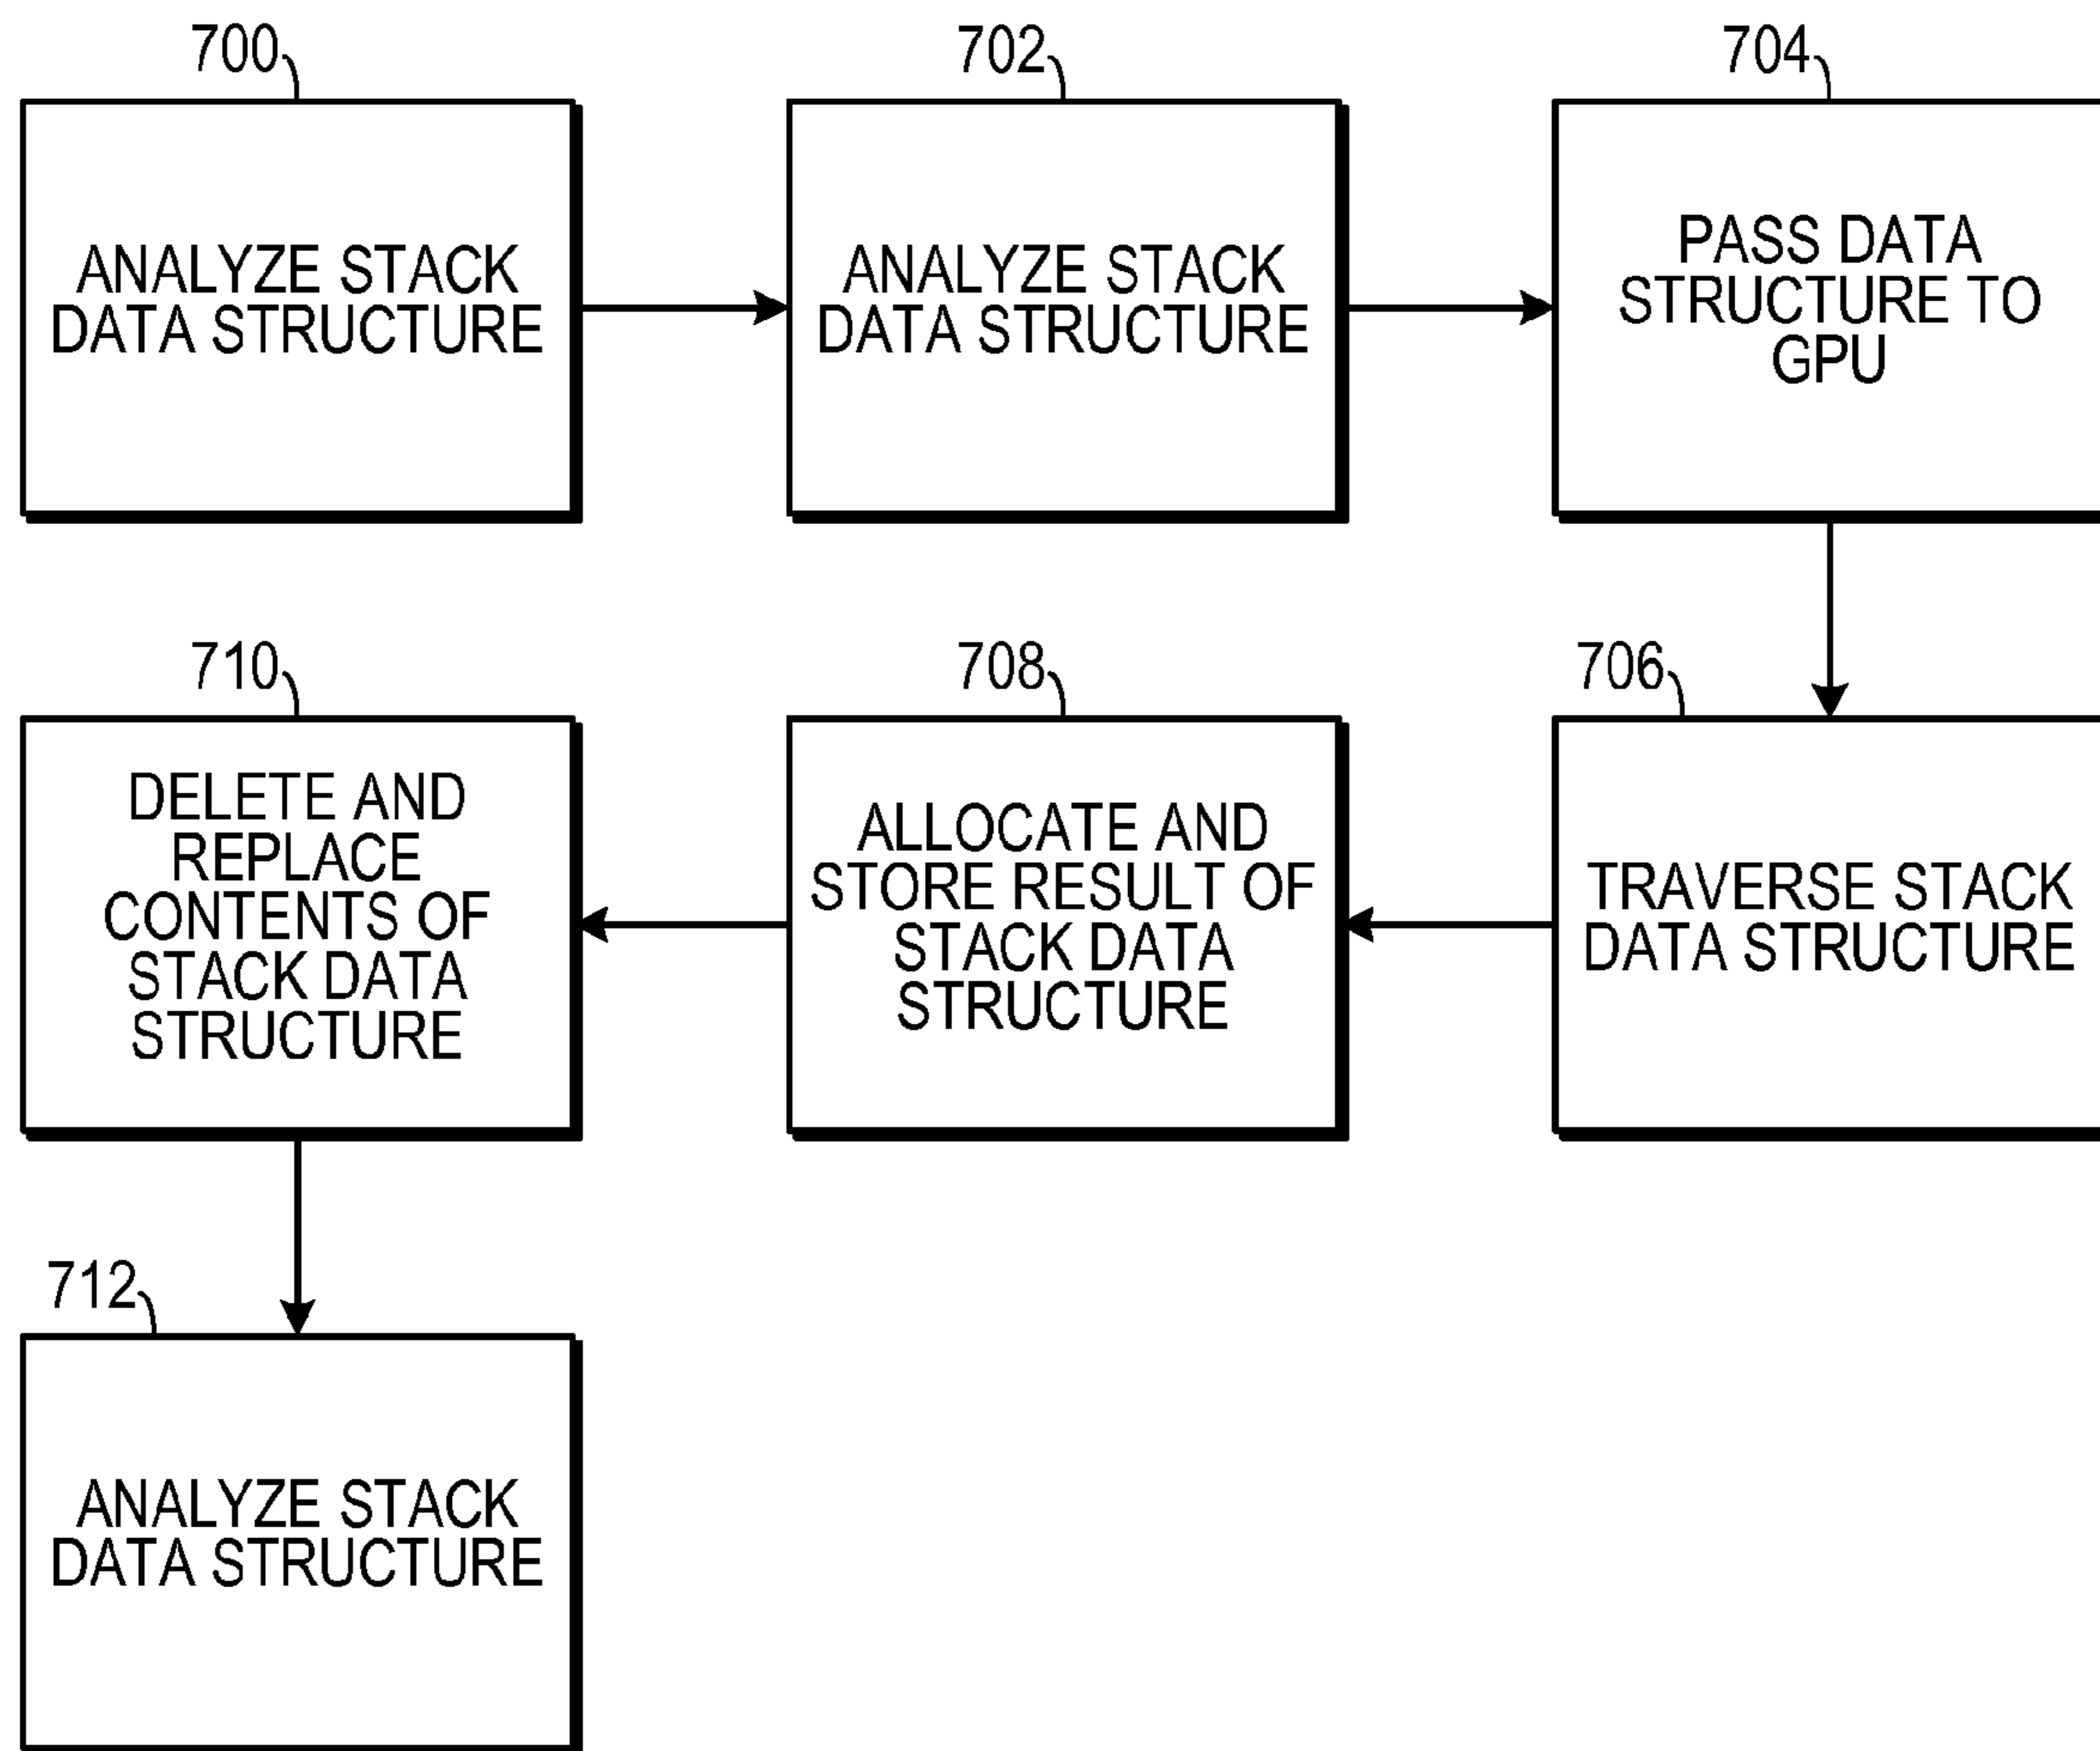 700
ANALYZE STACK
DATA STRUCTURE
702
ANALYZE STACK
DATA STRUCTURE
704
PASS DATA
STRUCTURE TO
GPU
706
TRAVERSE STACK
DATA STRUCTURE
708
ALLOCATE AND
STORE RESULT OF
STACK DATA
STRUCTURE
710
DELETE AND
REPLACE
CONTENTS OF
STACK DATA
STRUCTURE
712
ANALYZE STACK
DATA STRUCTURE